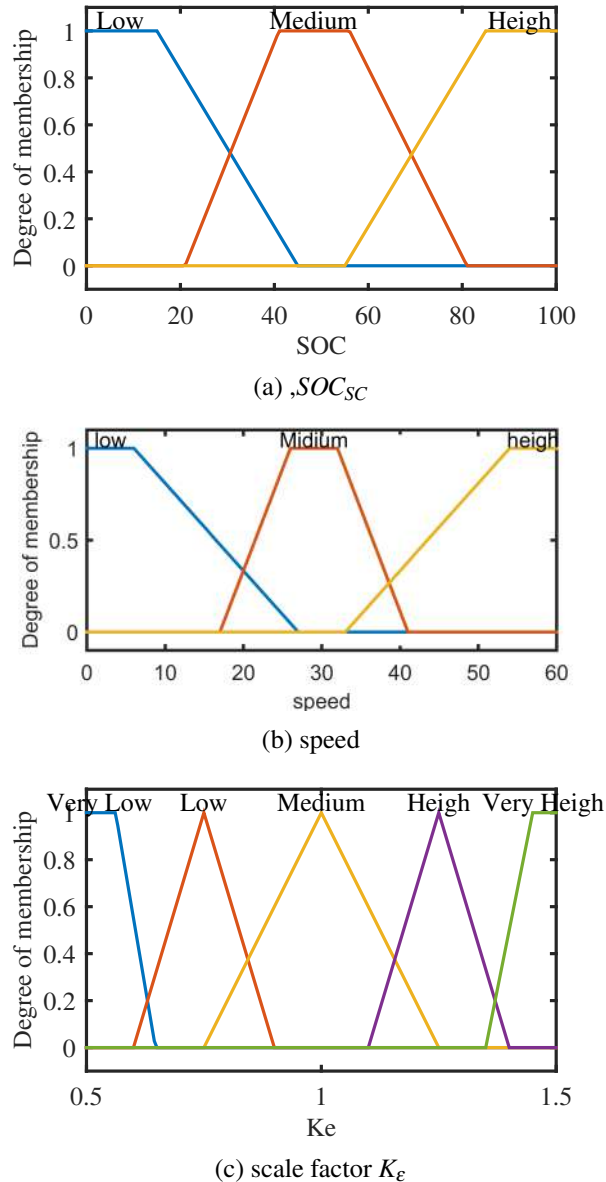 Low Medium Heigh
1
0.8
0.6
0.4
0.2
0
Degree of membership
0 20 40 60 80 100
SOC
(a) ,SOC_SC
low Midium heigh
1
0.5
0
Degree of membership
0 10 20 30 40 50 60
speed
(b) speed
Very Low Low Medium Heigh Very Heigh
1
0.8
0.6
0.4
0.2
0
Degree of membership
0.5 1 1.5
Ke
(c) scale factor K_ε